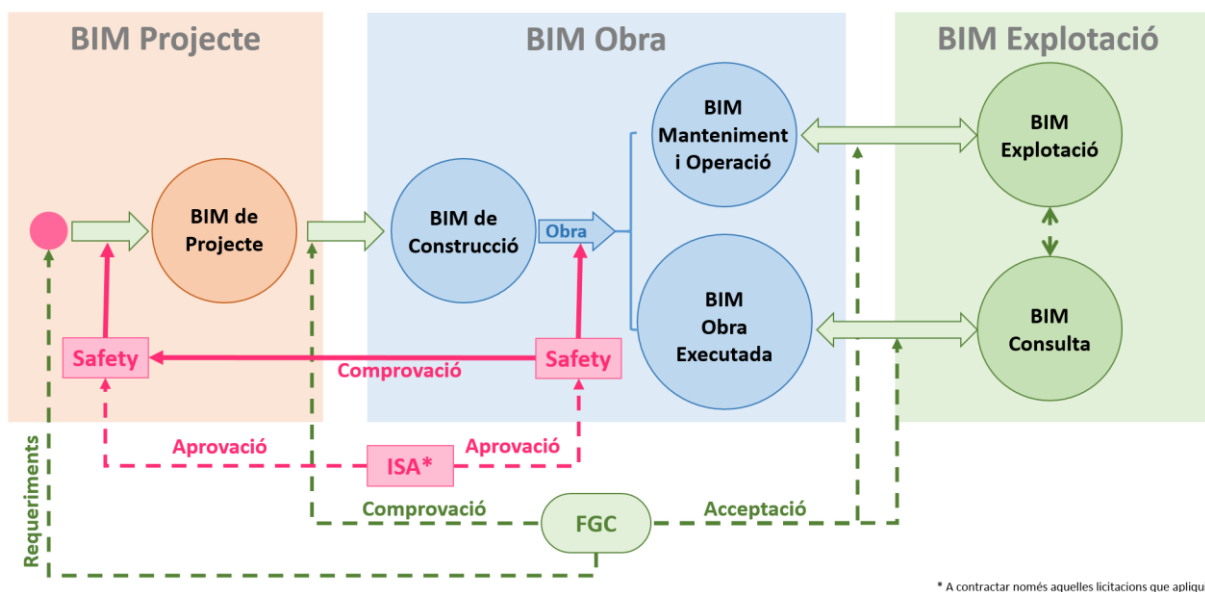 BIM Projecte
BIM Obra
BIM Explotació
BIM de
Projecte
BIM de
Construcció
Obra
BIM
Manteniment
i Operació
BIM
Obra
Executada
BIM
Explotació
BIM
Consulta
Safety
Comprovació
Safety
Aprovació
ISA*
Aprovació
Requeriments
Comprovació
FGC
Acceptació
* A contractar només aquelles licitacions que apliqu